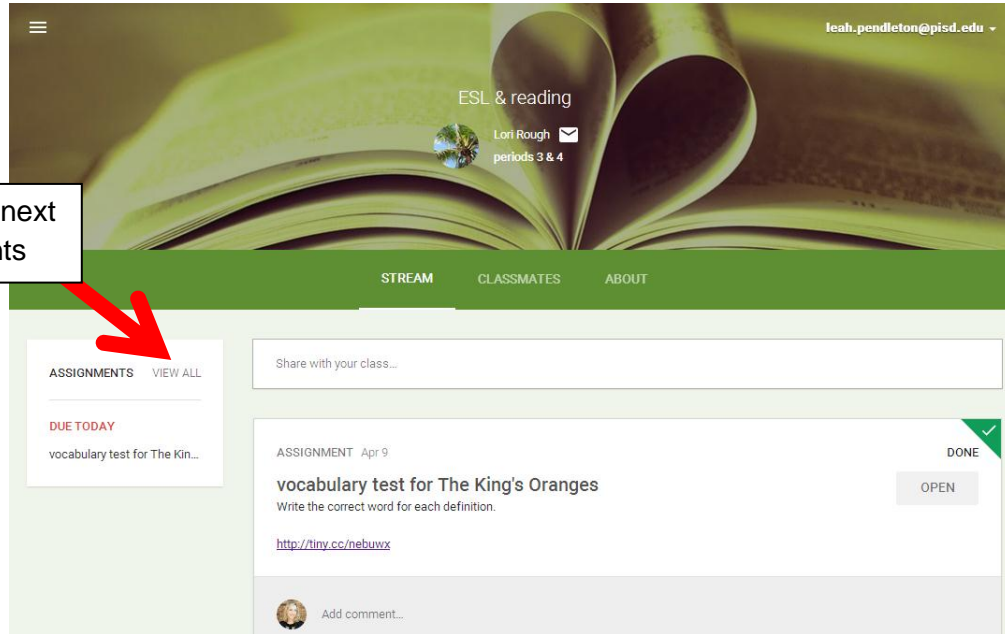 leah.pendleton@pisd.edu
ESL & reading
Lori Rough
periods 3 & 4
next
nts
STREAM CLASSMATES ABOUT
ASSIGNMENTS VIEW ALL
DUE TODAY
vocabulary test for The Kin...
Share with your class...
ASSIGNMENT Apr 9
DONE
vocabulary test for The King's Oranges
OPEN
Write the correct word for each definition.
http://tiny.cc/nebuwx
Add comment...